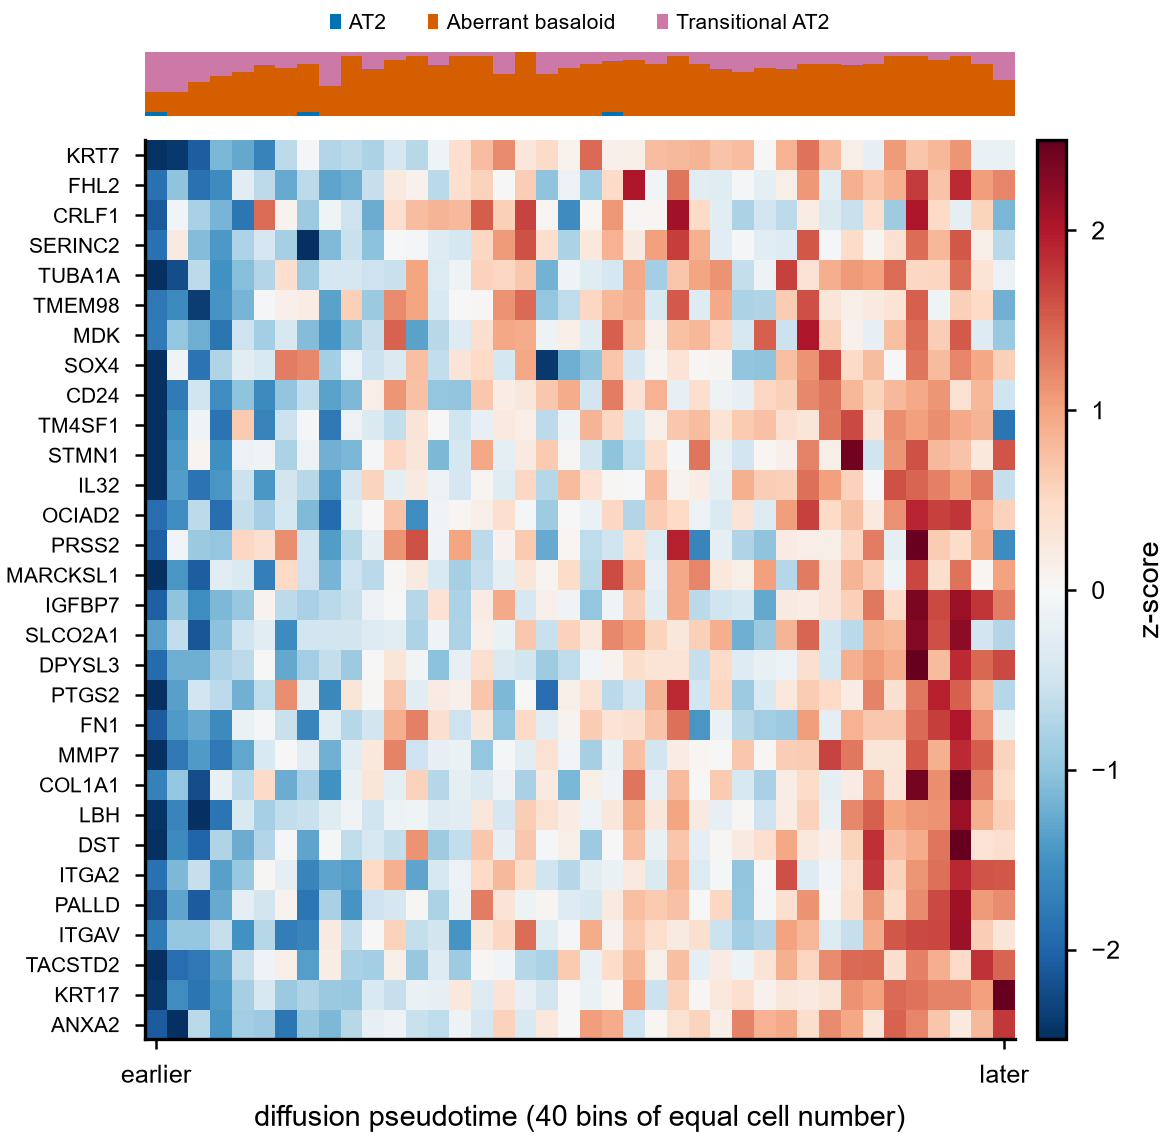 AT2 Aberrant basaloid Transitional AT2
KRT7
FHL2
CRLF1
SERINC2
TUBA1A
TMEM98
MDK
SOX4
CD24
TM4SF1
STMN1
IL32
OCIAD2
PRSS2
MARCKSL1
IGFBP7
SLCO2A1
DPYSL3
PTGS2
FN1
MMP7
COL1A1
LBH
DST
ITGA2
PALLD
ITGAV
TACSTD2
KRT17
ANXA2
earlier later
diffusion pseudotime (40 bins of equal cell number)
2
1
0
−1
−2
z-score